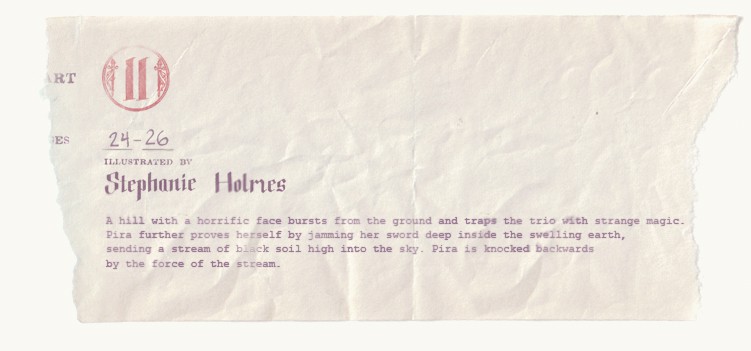 ART
11
ES
24-26
ILLUSTRATED BY
Stephanie Holmes
A hill with a horrific face bursts from the ground and traps the trio with strange magic.
Pira further proves herself by jamming her sword deep inside the swelling earth,
sending a stream of black soil high into the sky. Pira is knocked backwards
by the force of the stream.